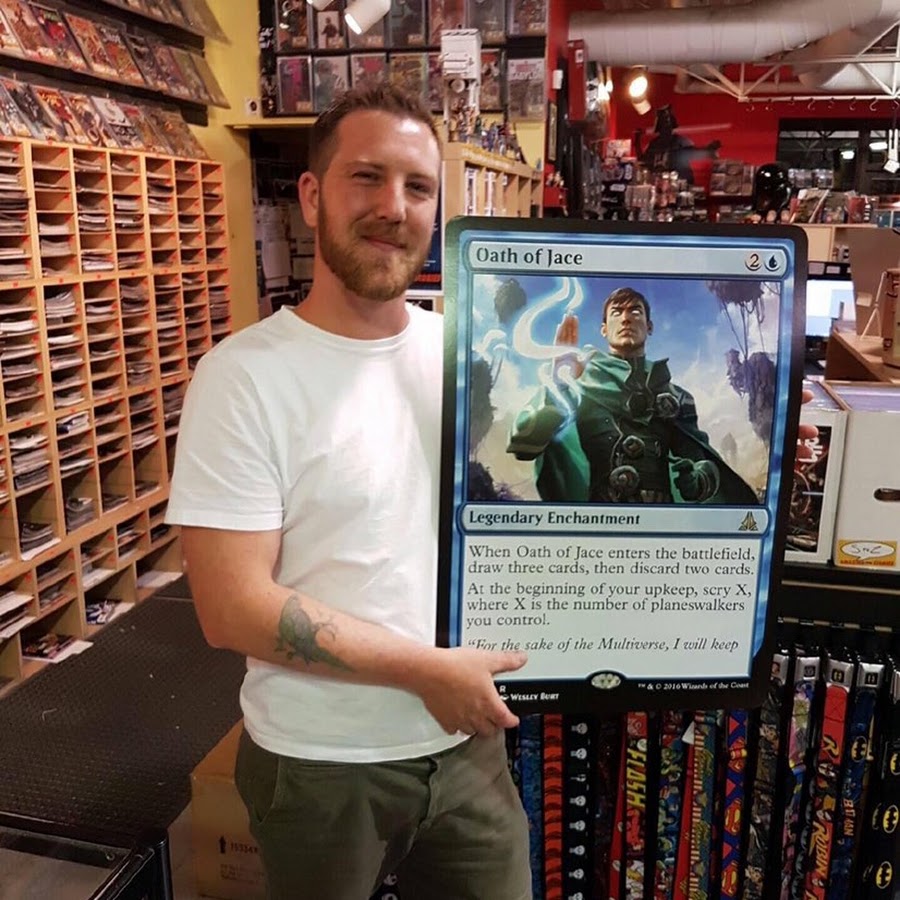 Oath of Jace
2
Legendary Enchantment
When Oath of Jace enters the battlefield,
draw three cards, then discard two cards.
At the beginning of your upkeep, scry X,
where X is the number of planeswalkers
you control.
"For the sake of the Multiverse, I will keep
R
Wesley Burt
™ & © 2016 Wizards of the Coast
FLASH
BATMAN